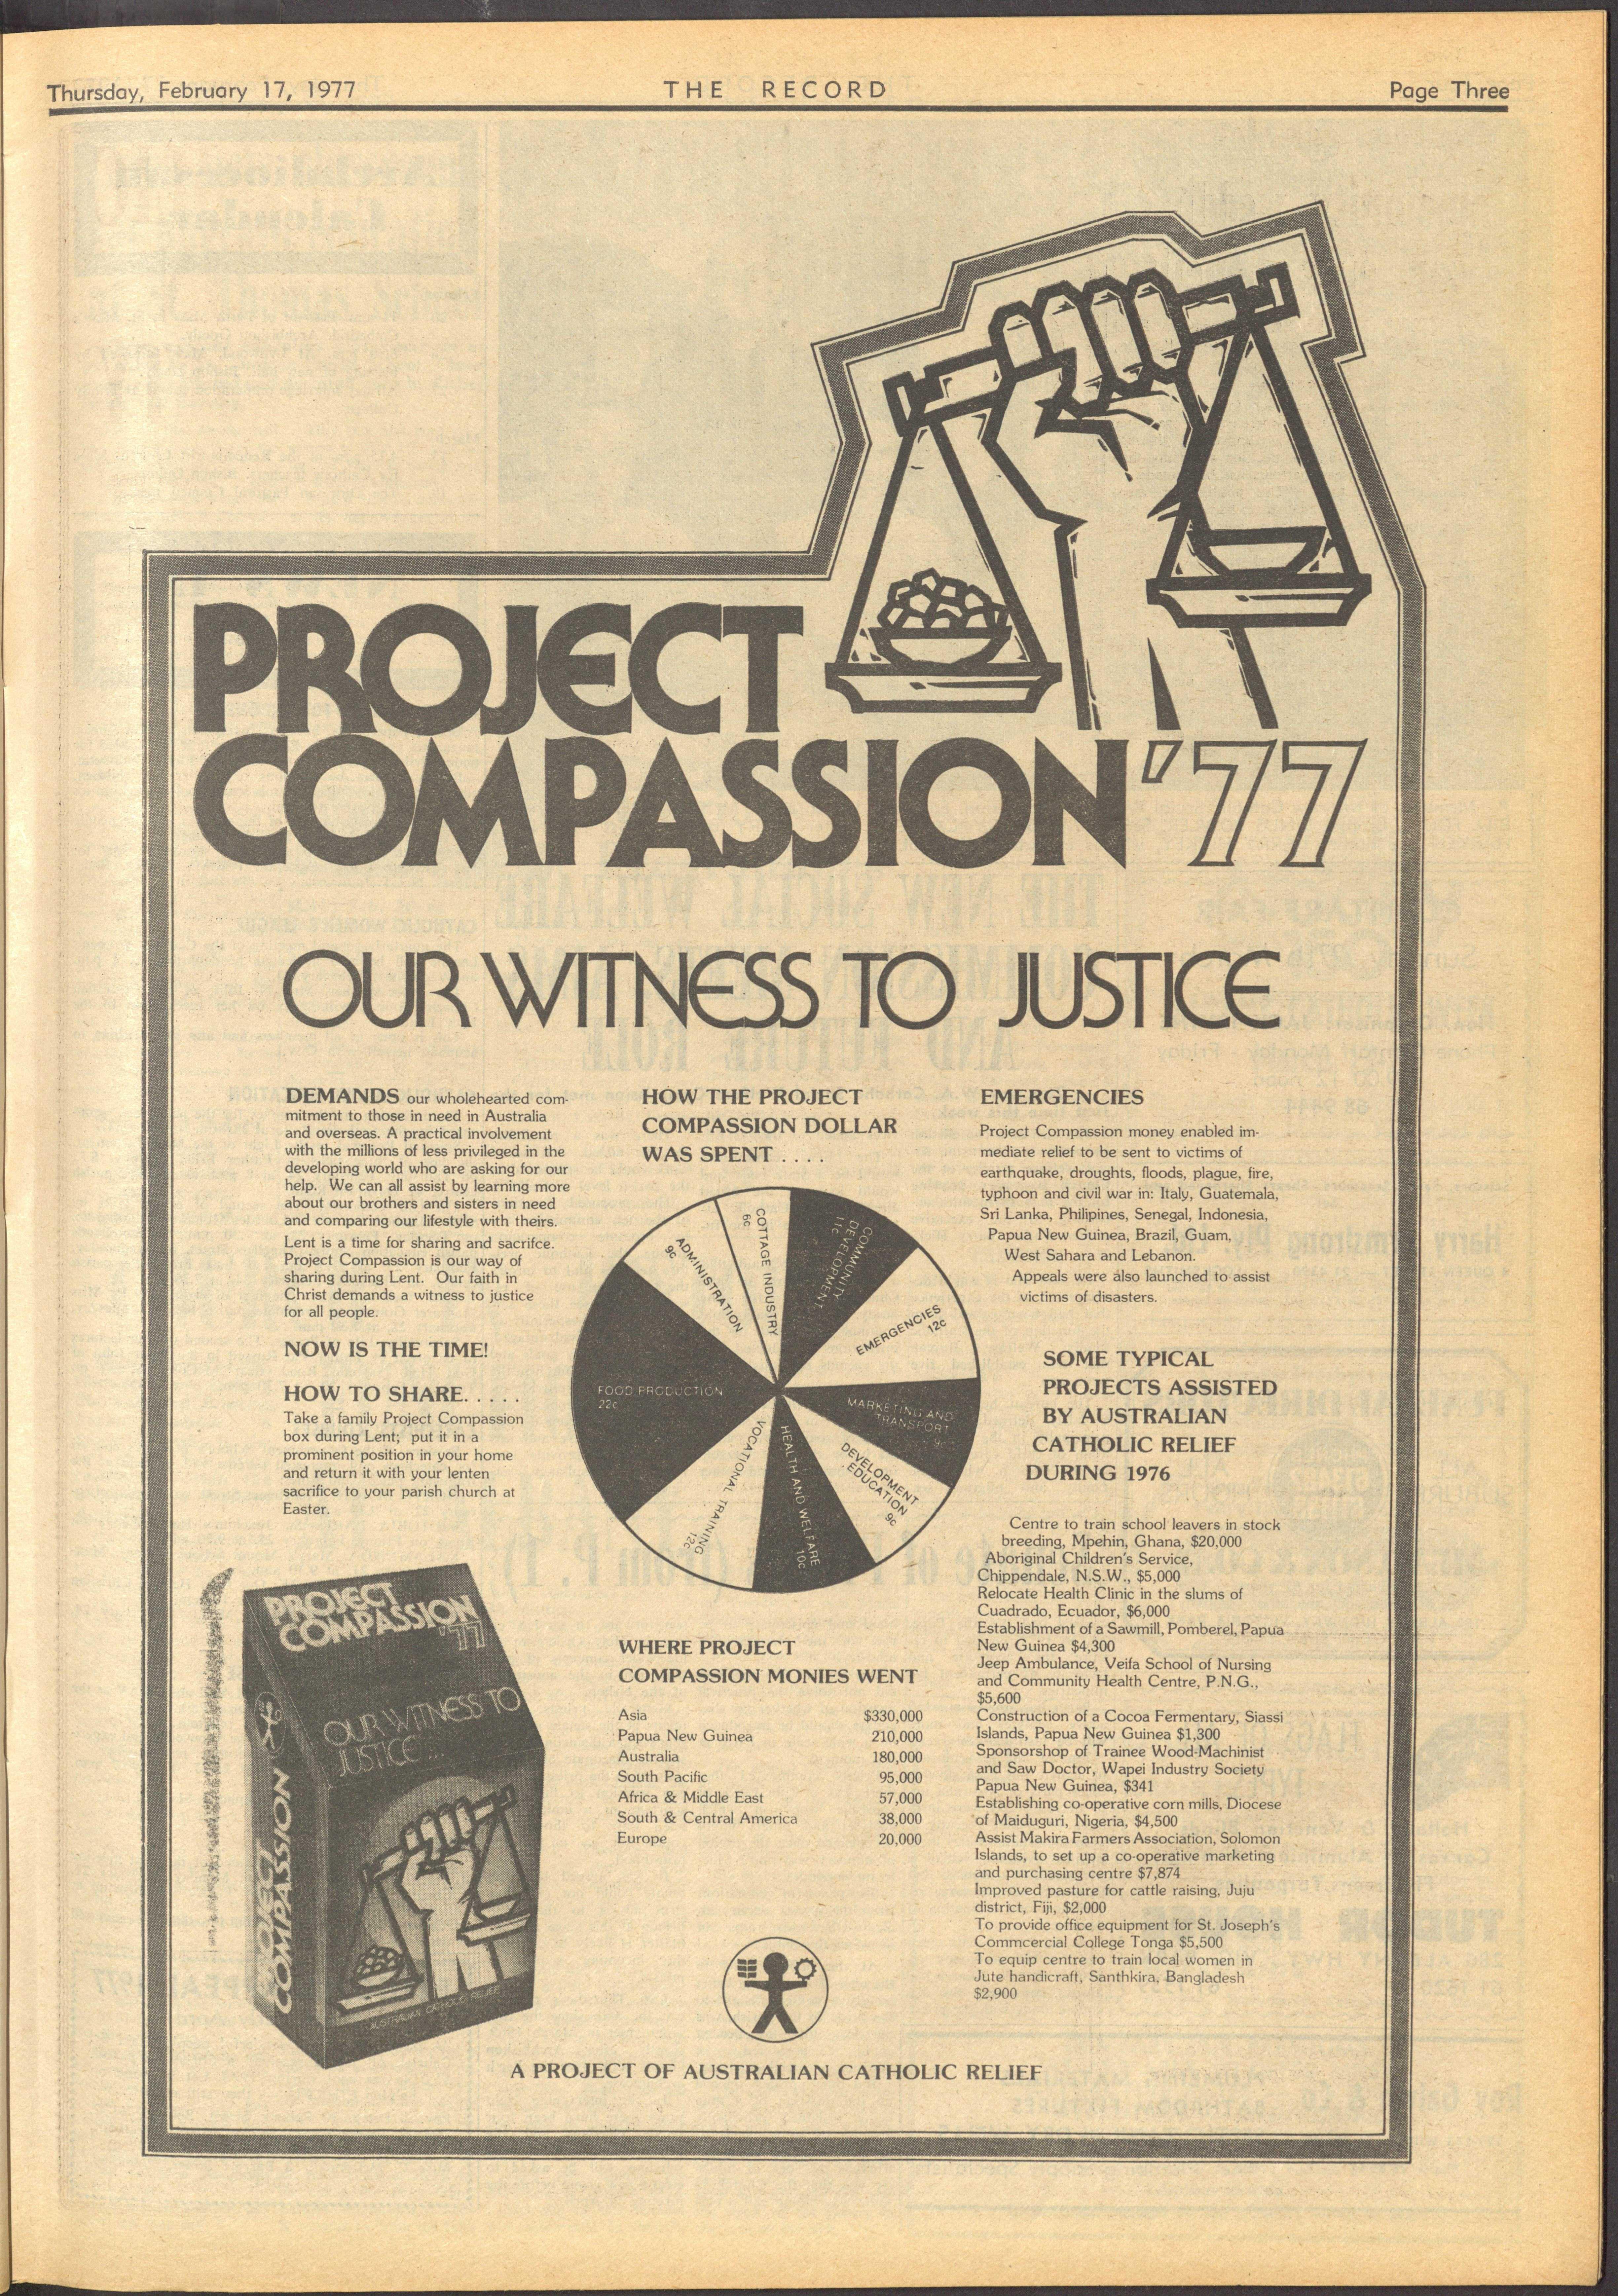 Thursday, February 17, 1977
THE RECORD
Page Three
PROJECT
COMPASSION '77
OUR WITNESS TO JUSTICE
DEMANDS our wholehearted com-
mitment to those in need in Australia
and overseas. A practical involvement
with the millions of less privileged in the
developing world who are asking for our
help. We can all assist by learning more
about our brothers and sisters in need
and comparing our lifestyle with theirs.
Lent is a time for sharing and sacrifce.
Project Compassion is our way of
sharing during Lent. Our faith in
Christ demands a witness to justice
for all people.
NOW IS THE TIME!
HOW TO SHARE. . . . .
Take a family Project Compassion
box during Lent; put it in a
prominent position in your home
and return it with your lenten
sacrifice to your parish church at
Easter.
PROJECT
COMPASSION
'77
OUR WITNESS TO
JUSTICE ...
PROJECT
COMPASSION
AUSTRALIAN CATHOLIC RELIEF
HOW THE PROJECT
COMPASSION DOLLAR
WAS SPENT . . . .
COTTAGE INDUSTRY
6c
COMMUNITY
DEVELOPMENT
11c
EMERGENCIES
12c
MARKETING AND
TRANSPORT
9c
DEVELOPMENT
EDUCATION
9c
HEALTH AND WELFARE
10c
VOCATIONAL TRAINING
12c
FOOD PRODUCTION
22c
ADMINISTRATION
9c
WHERE PROJECT
COMPASSION MONIES WENT
Asia $330,000
Papua New Guinea 210,000
Australia 180,000
South Pacific 95,000
Africa & Middle East 57,000
South & Central America 38,000
Europe 20,000
EMERGENCIES
Project Compassion money enabled im-
mediate relief to be sent to victims of
earthquake, droughts, floods, plague, fire,
typhoon and civil war in: Italy, Guatemala,
Sri Lanka, Philipines, Senegal, Indonesia,
Papua New Guinea, Brazil, Guam,
West Sahara and Lebanon.
Appeals were also launched to assist
victims of disasters.
SOME TYPICAL
PROJECTS ASSISTED
BY AUSTRALIAN
CATHOLIC RELIEF
DURING 1976
Centre to train school leavers in stock
breeding, Mpehin, Ghana, $20,000
Aboriginal Children's Service,
Chippendale, N.S.W., $5,000
Relocate Health Clinic in the slums of
Cuadrado, Ecuador, $6,000
Establishment of a Sawmill, Pomberel, Papua
New Guinea $4,300
Jeep Ambulance, Veifa School of Nursing
and Community Health Centre, P.N.G.,
$5,600
Construction of a Cocoa Fermentary, Siassi
Islands, Papua New Guinea $1,300
Sponsorshop of Trainee Wood-Machinist
and Saw Doctor, Wapei Industry Society
Papua New Guinea, $341
Establishing co-operative corn mills, Diocese
of Maiduguri, Nigeria, $4,500
Assist Makira Farmers Association, Solomon
Islands, to set up a co-operative marketing
and purchasing centre $7,874
Improved pasture for cattle raising, Juju
district, Fiji, $2,000
To provide office equipment for St. Joseph's
Commcercial College Tonga $5,500
To equip centre to train local women in
Jute handicraft, Santhkira, Bangladesh
$2,900
A PROJECT OF AUSTRALIAN CATHOLIC RELIEF